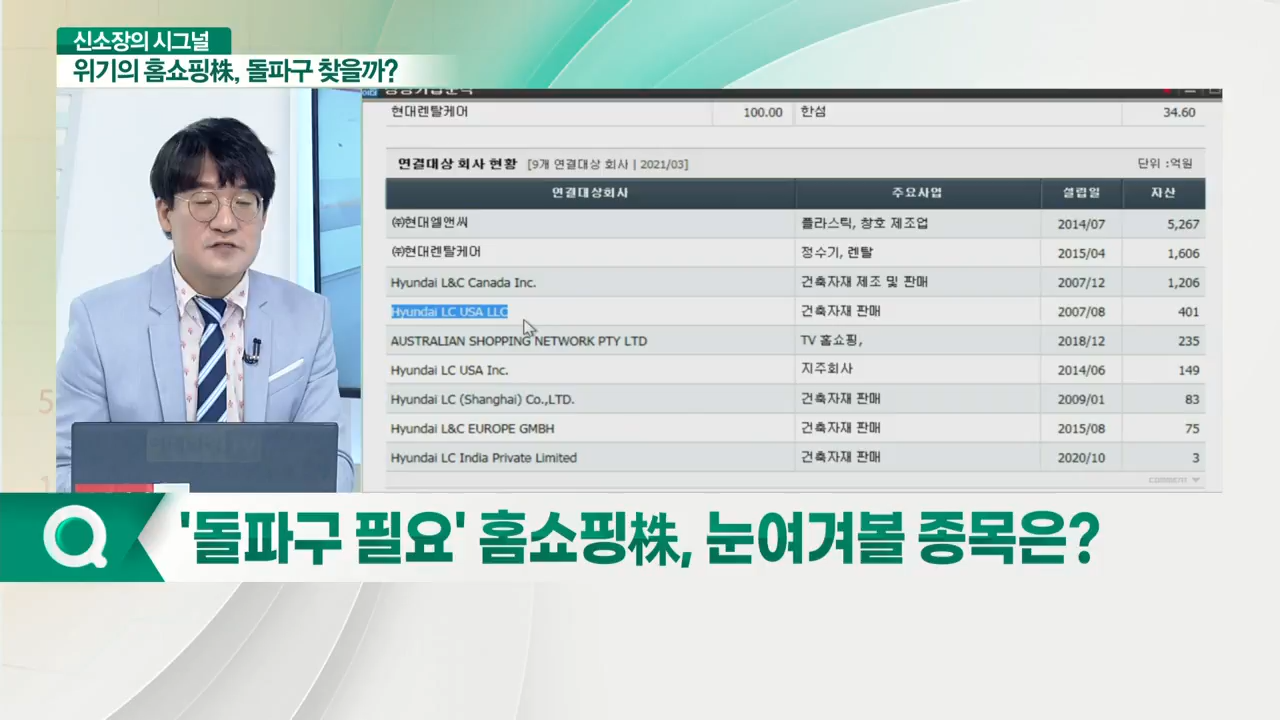 신소장의 시그널
위기의 홈쇼핑株, 돌파구 찾을까?
현대렌탈케어 100.00 한섬 34.60
연결대상 회사 현황 [9개 연결대상 회사 | 2021/03] 단위 :억원
연결대상회사 주요사업 설립일 자산
㈜현대엘앤씨 플라스틱, 창호 제조업 2014/07 5,267
㈜현대렌탈케어 정수기, 렌탈 2015/04 1,606
Hyundai L&C Canada Inc. 건축자재 제조 및 판매 2007/12 1,206
Hyundai LC USA LLC 건축자재 판매 2007/08 401
AUSTRALIAN SHOPPING NETWORK PTY LTD TV 홈쇼핑, 2018/12 235
Hyundai LC USA Inc. 지주회사 2014/06 149
Hyundai LC (Shanghai) Co.,LTD. 건축자재 판매 2009/01 83
Hyundai L&C EUROPE GMBH 건축자재 판매 2015/08 75
Hyundai LC India Private Limited 건축자재 판매 2020/10 3
'돌파구 필요' 홈쇼핑株, 눈여겨볼 종목은?